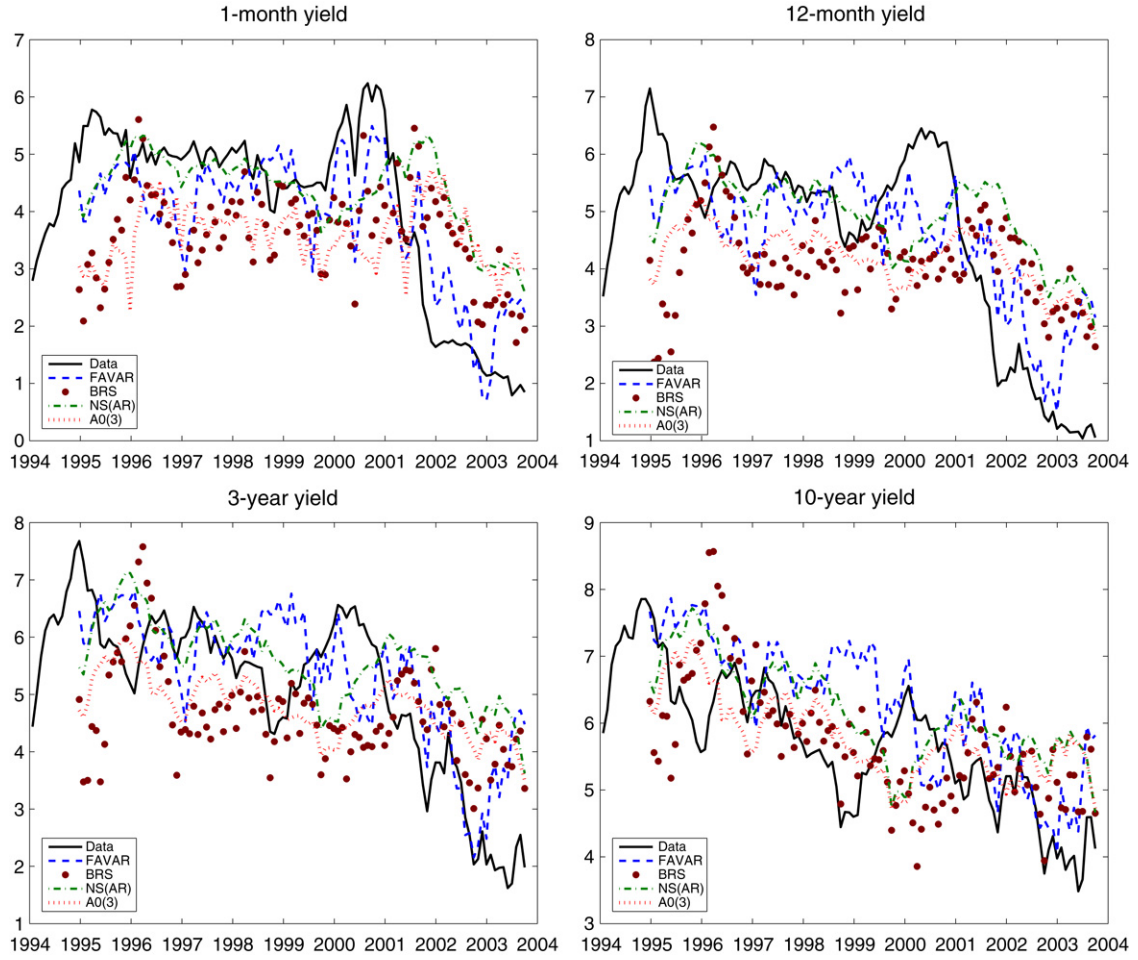 1-month yield
7
6
5
4
3
2
1
0
Data
FAVAR
BRS
NS(AR)
A0(3)
1994 1995 1996 1997 1998 1999 2000 2001 2002 2003 2004
12-month yield
8
7
6
5
4
3
2
1
Data
FAVAR
BRS
NS(AR)
A0(3)
1994 1995 1996 1997 1998 1999 2000 2001 2002 2003 2004
3-year yield
8
7
6
5
4
3
2
1
Data
FAVAR
BRS
NS(AR)
A0(3)
1994 1995 1996 1997 1998 1999 2000 2001 2002 2003 2004
10-year yield
9
8
7
6
5
4
3
Data
FAVAR
BRS
NS(AR)
A0(3)
1994 1995 1996 1997 1998 1999 2000 2001 2002 2003 2004